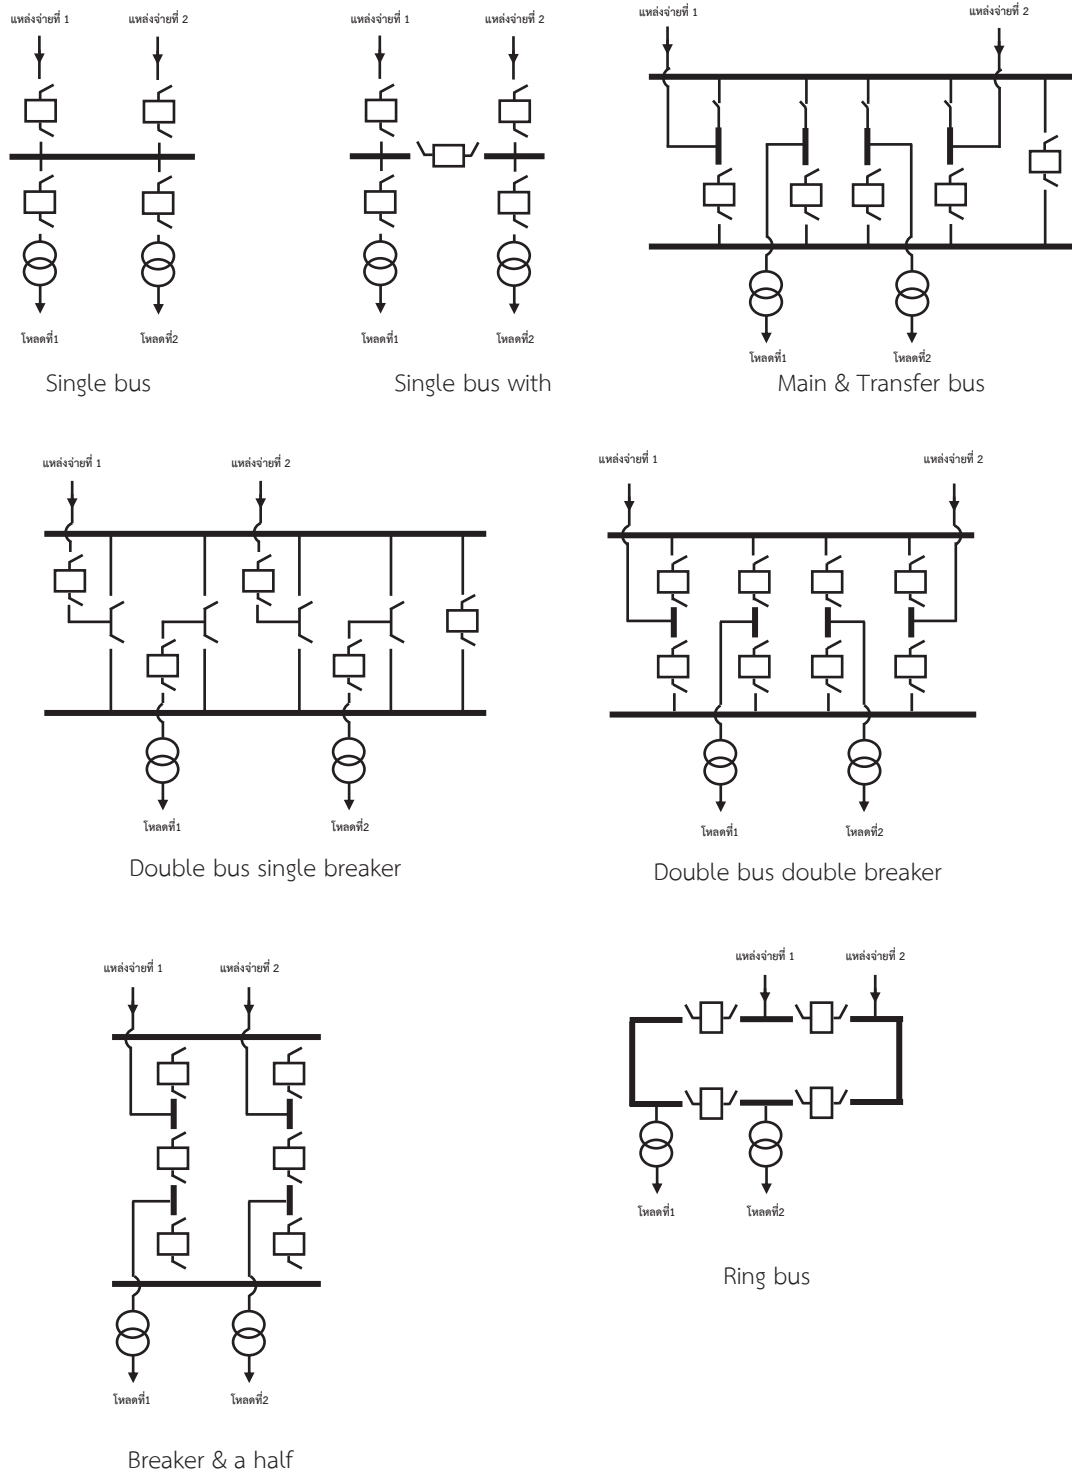 แหล่งจ่ายที่ 1
แหล่งจ่ายที่ 2
โหลดที่1
โหลดที่2
Single bus
แหล่งจ่ายที่ 1
แหล่งจ่ายที่ 2
โหลดที่1
โหลดที่2
Single bus with
แหล่งจ่ายที่ 1
แหล่งจ่ายที่ 2
โหลดที่1
โหลดที่2
Main & Transfer bus
แหล่งจ่ายที่ 1
แหล่งจ่ายที่ 2
โหลดที่1
โหลดที่2
Double bus single breaker
แหล่งจ่ายที่ 1
แหล่งจ่ายที่ 2
โหลดที่1
โหลดที่2
Double bus double breaker
แหล่งจ่ายที่ 1
แหล่งจ่ายที่ 2
โหลดที่1
โหลดที่2
Breaker & a half
แหล่งจ่ายที่ 1
แหล่งจ่ายที่ 2
โหลดที่1
โหลดที่2
Ring bus